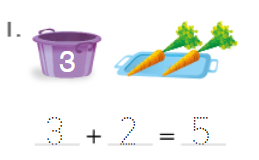 1.
3
3 + 2 = 5